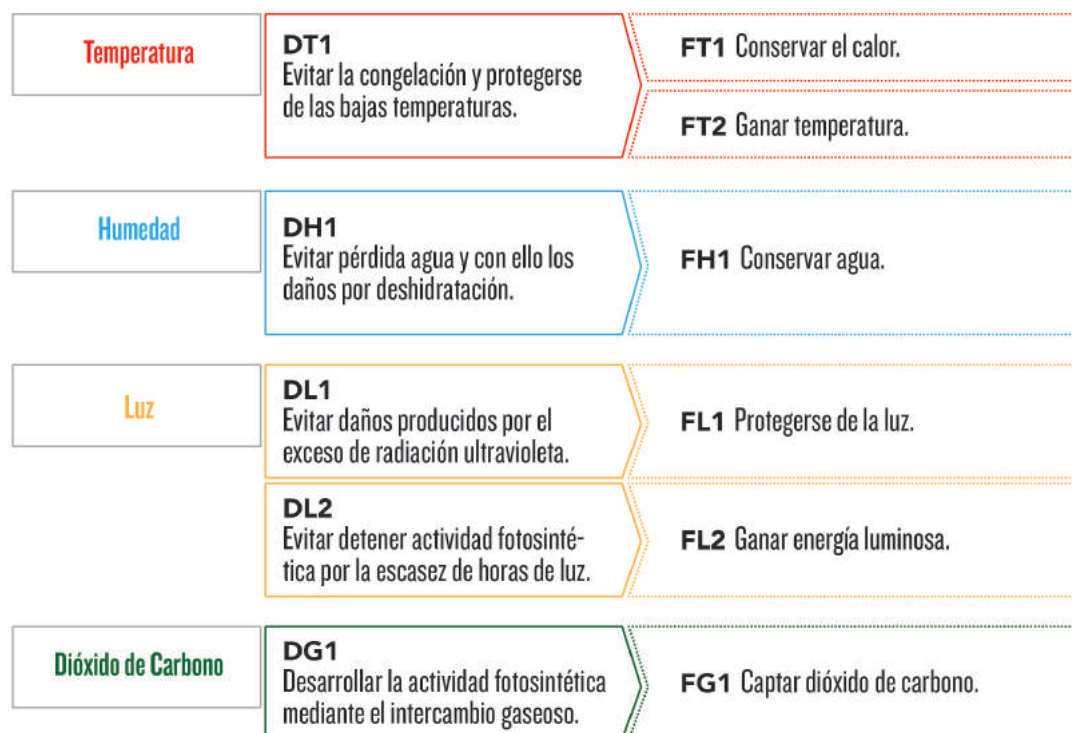 Temperatura
DT1
Evitar la congelación y protegerse
de las bajas temperaturas.
FT1 Conservar el calor.
FT2 Ganar temperatura.
Humedad
DH1
Evitar pérdida agua y con ello los
daños por deshidratación.
FH1 Conservar agua.
Luz
DL1
Evitar daños producidos por el
exceso de radiación ultravioleta.
FL1 Protegerse de la luz.
DL2
Evitar detener actividad fotosinté-
tica por la escasez de horas de luz.
FL2 Ganar energía luminosa.
Dióxido de Carbono
DG1
Desarrollar la actividad fotosintética
mediante el intercambio gaseoso.
FG1 Captar dióxido de carbono.